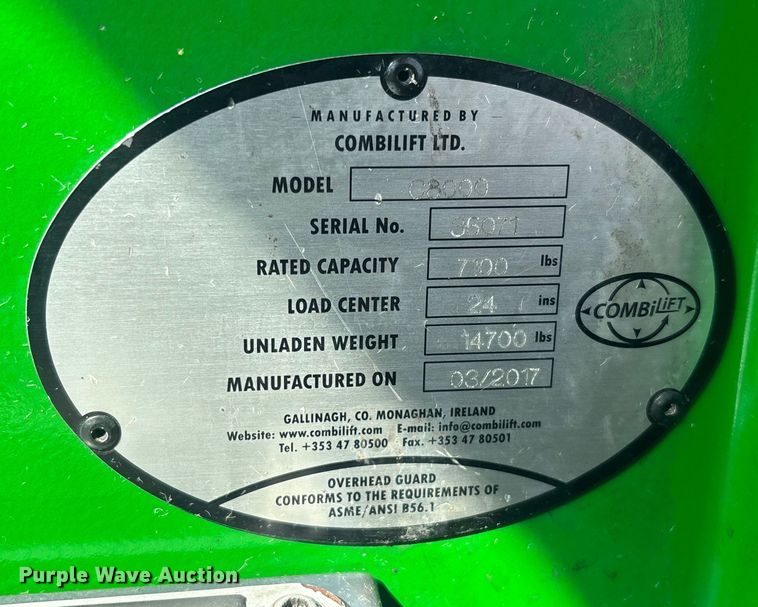 MANUFACTURED BY
COMBILIFT LTD.
MODEL C8000
SERIAL No. 36071
RATED CAPACITY 7100 lbs
LOAD CENTER 24 ins
UNLADEN WEIGHT 14700 lbs
MANUFACTURED ON 03/2017
COMBiLiFT
GALLINAGH, CO. MONAGHAN, IRELAND
Website: www.combilift.com E-mail: info@combilift.com
Tel. +353 47 80500 Fax. +353 47 80501
OVERHEAD GUARD
CONFORMS TO THE REQUIREMENTS OF
ASME/ANSI B56.1
Purple Wave Auction